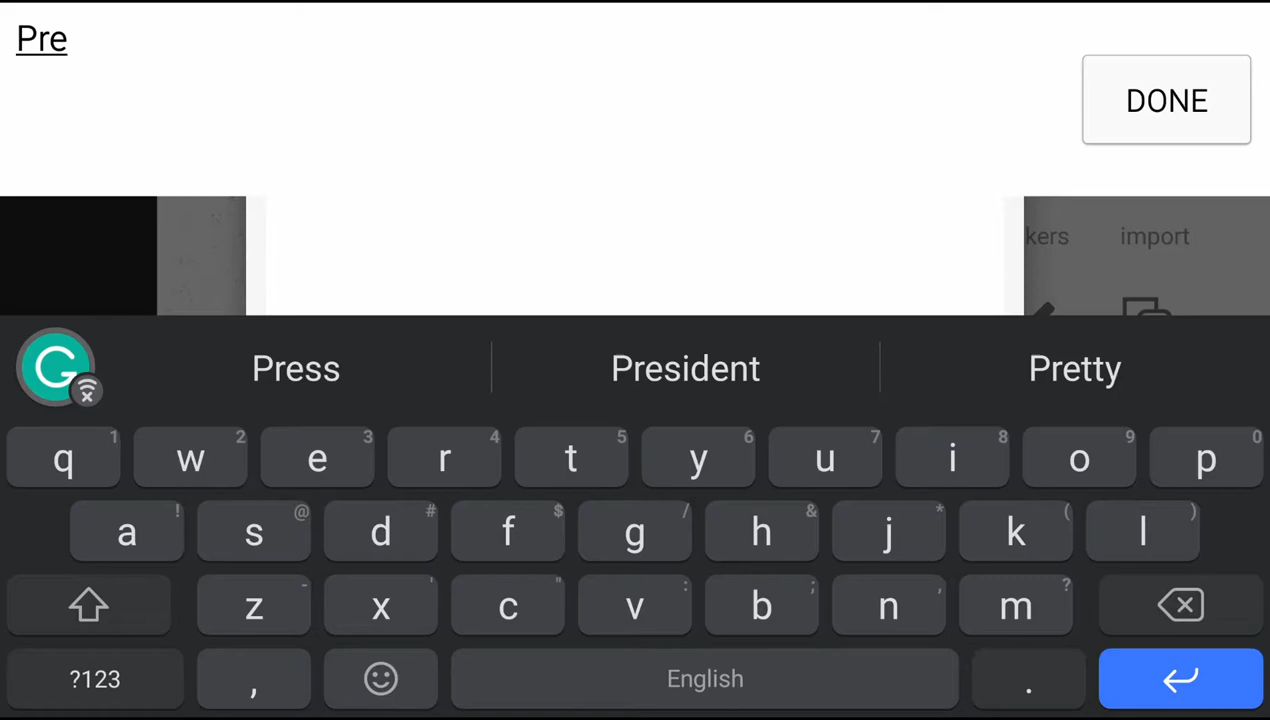 Pre
DONE
kers import
G
Press President Pretty
1 2 3 4 5 6 7 8 9 0
q w e r t y u i o p
! @ # $ / & * ( )
a s d f g h j k l
- ' " : ; , ?
z x c v b n m
?123 , English .